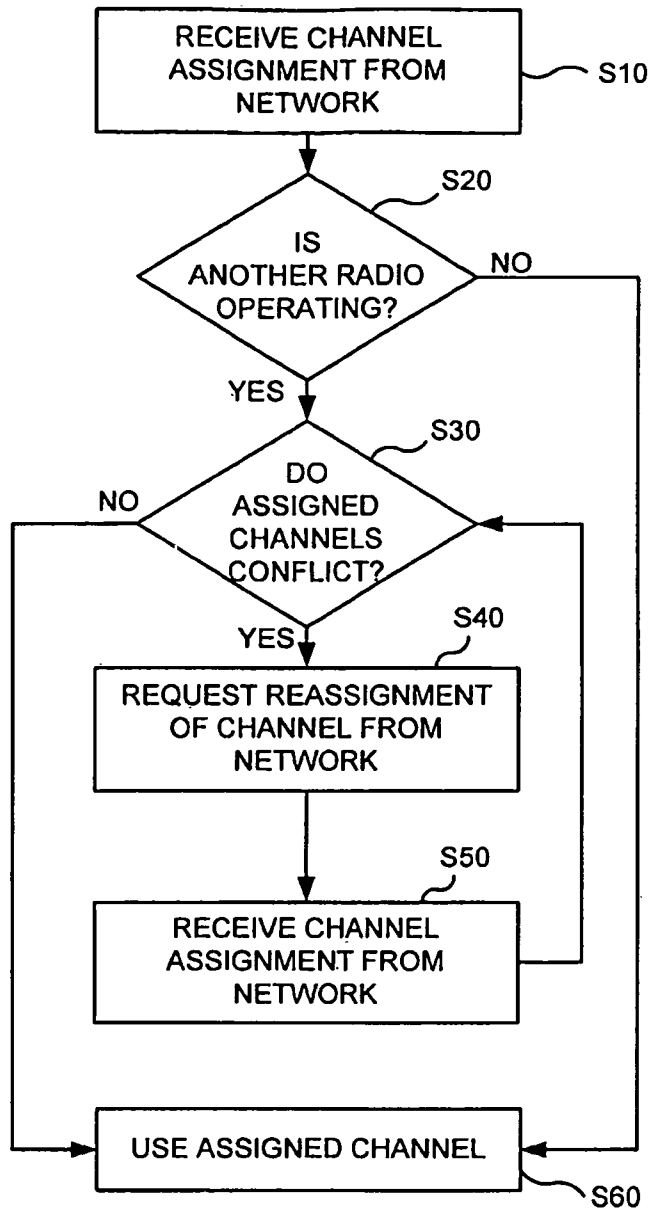 RECEIVE CHANNEL
ASSIGNMENT FROM
NETWORK
S10
S20
IS
ANOTHER RADIO
OPERATING?
NO
YES
S30
DO
ASSIGNED
CHANNELS
CONFLICT?
NO
YES
S40
REQUEST REASSIGNMENT
OF CHANNEL FROM
NETWORK
S50
RECEIVE CHANNEL
ASSIGNMENT FROM
NETWORK
USE ASSIGNED CHANNEL
S60